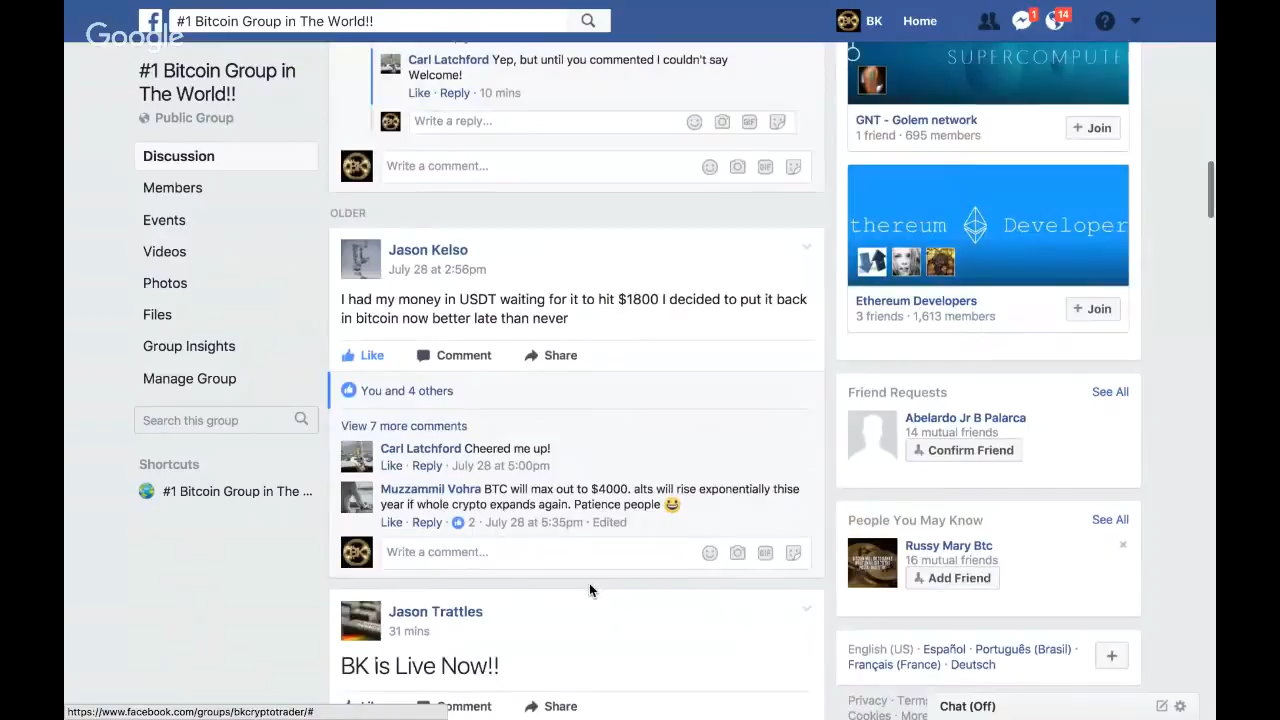 #1 Bitcoin Group in The World!!
BK
Home
1
14
Google
#1 Bitcoin Group in
The World!!
Public Group
Discussion
Members
Events
Videos
Photos
Files
Group Insights
Manage Group
Search this group
Shortcuts
#1 Bitcoin Group in The ...
Carl Latchford Yep, but until you commented I couldn't say
Welcome!
Like · Reply · 10 mins
Write a reply...
Write a comment...
OLDER
Jason Kelso
July 28 at 2:56pm
I had my money in USDT waiting for it to hit $1800 I decided to put it back
in bitcoin now better late than never
Like Comment Share
You and 4 others
View 7 more comments
Carl Latchford Cheered me up!
Like · Reply · July 28 at 5:00pm
Muzzammil Vohra BTC will max out to $4000. alts will rise exponentially thise
year if whole crypto expands again. Patience people 😀
Like · Reply · 2 · July 28 at 5:35pm · Edited
Write a comment...
Jason Trattles
31 mins
BK is Live Now!!
Like Comment Share
SUPERCOMPUTE
GNT - Golem network
1 friend · 695 members
+ Join
thereum Developer
Ethereum Developers
3 friends · 1,613 members
+ Join
Friend Requests
See All
Abelardo Jr B Palarca
14 mutual friends
Confirm Friend
People You May Know
See All
Russy Mary Btc
16 mutual friends
Add Friend
English (US) · Español · Português (Brasil) ·
Français (France) · Deutsch
Privacy · Terms
Cookies · More
Chat (Off)
https://www.facebook.com/groups/bkcryptotrader/#